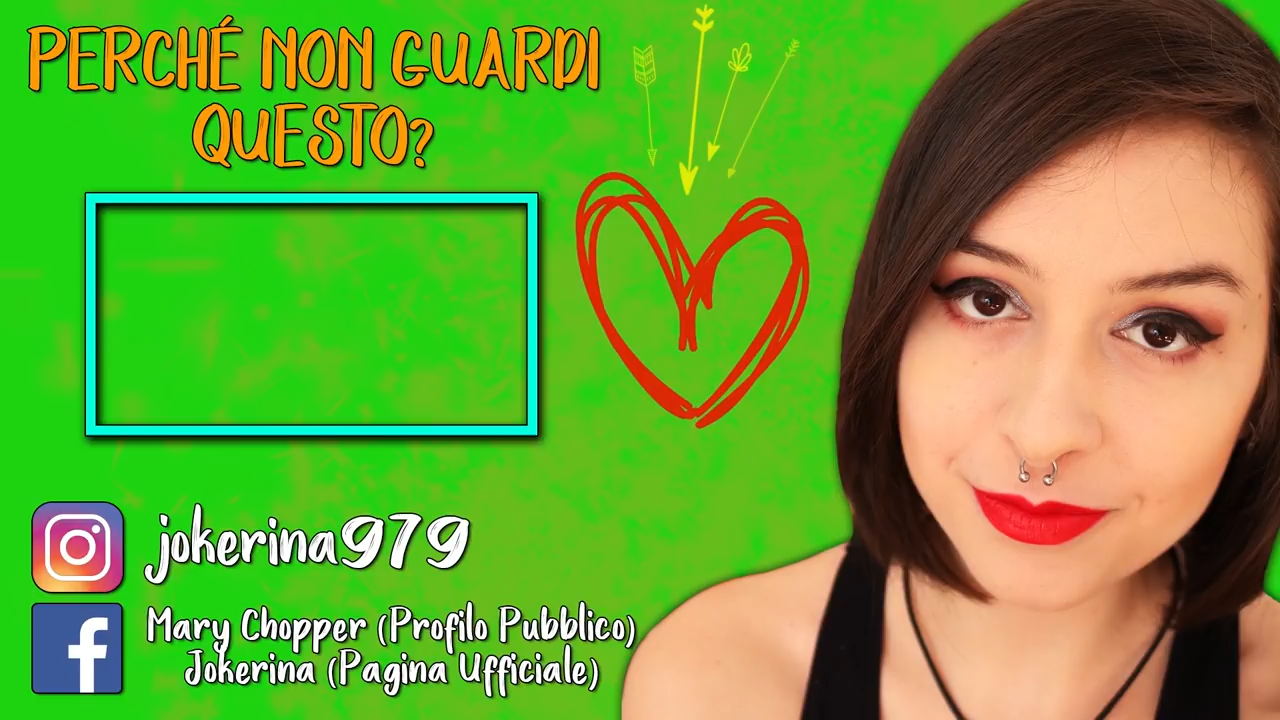 PERCHÉ NON GUARDI
QUESTO?
jokerina979
Mary Chopper (Profilo Pubblico)
Jokerina (Pagina Ufficiale)